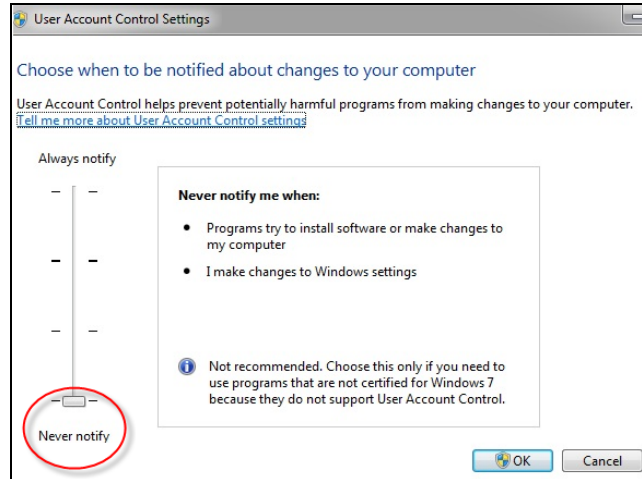 User Account Control Settings
Choose when to be notified about changes to your computer
User Account Control helps prevent potentially harmful programs from making changes to your computer.
Tell me more about User Account Control settings
Always notify
Never notify me when:
• Programs try to install software or make changes to
my computer
• I make changes to Windows settings
Not recommended. Choose this only if you need to
use programs that are not certified for Windows 7
because they do not support User Account Control.
Never notify
OK Cancel